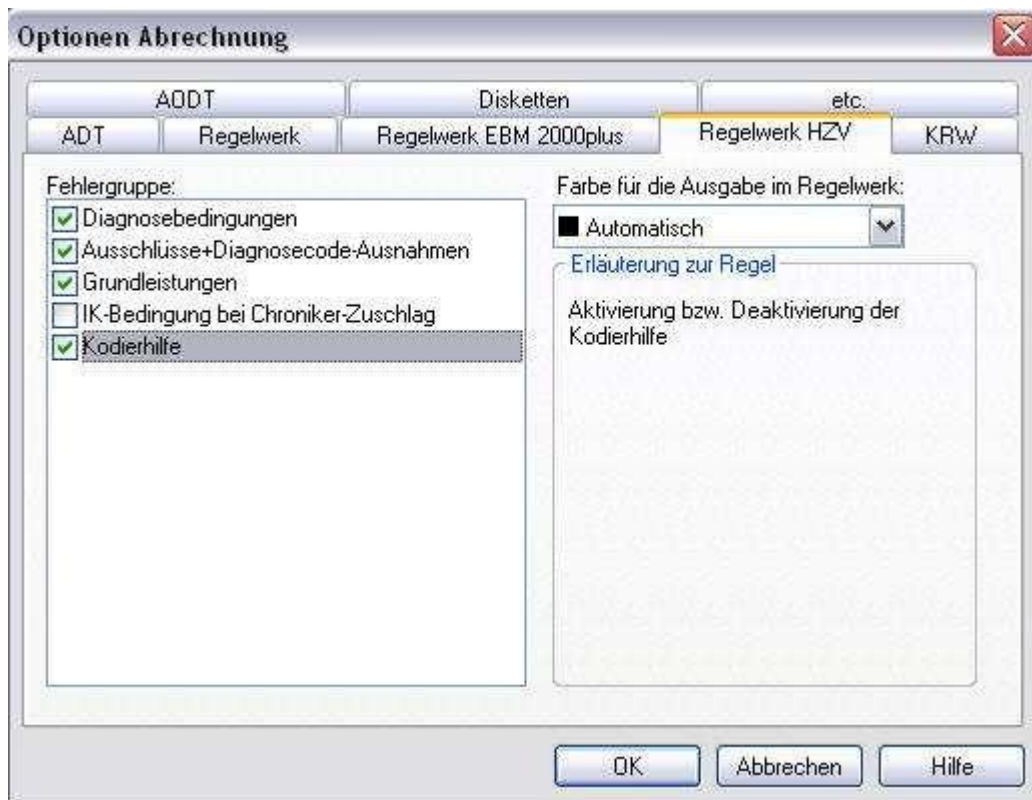 Optionen Abrechnung
AODT
Disketten
etc.
ADT
Regelwerk
Regelwerk EBM 2000plus
Regelwerk HZV
KRW
Fehlergruppe:
Diagnosebedingungen
Ausschlüsse+Diagnosecode-Ausnahmen
Grundleistungen
IK-Bedingung bei Chroniker-Zuschlag
Kodierhilfe
Farbe für die Ausgabe im Regelwerk:
Automatisch
Erläuterung zur Regel
Aktivierung bzw. Deaktivierung der
Kodierhilfe
OK
Abbrechen
Hilfe